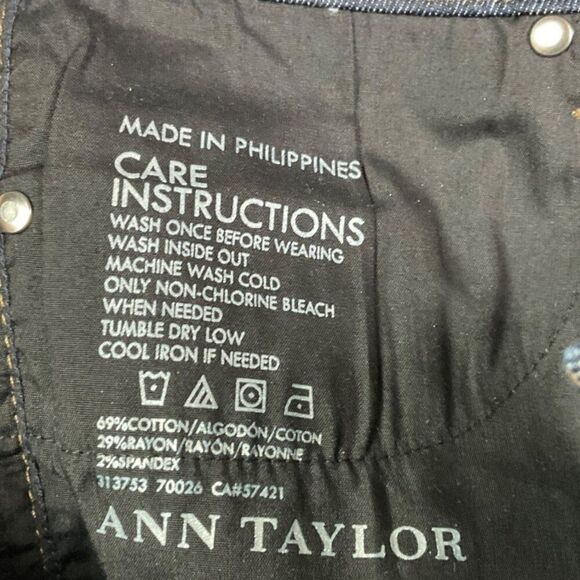 MADE IN PHILIPPINES
CARE
INSTRUCTIONS
WASH ONCE BEFORE WEARING
WASH INSIDE OUT
MACHINE WASH COLD
ONLY NON-CHLORINE BLEACH
WHEN NEEDED
TUMBLE DRY LOW
COOL IRON IF NEEDED
69%COTTON/ALGODÓN/COTON
29%RAYON/RAYÓN/RAYONNE
2%SPANDEX
313753 70026 CA#57421
ANN TAYLOR